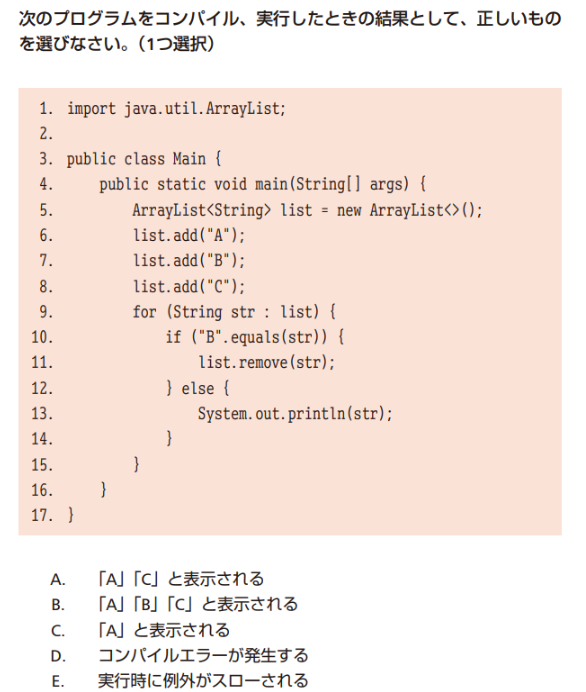 次のプログラムをコンパイル、実行したときの結果として、正しいもの
を選びなさい。（1つ選択）
1. import java.util.ArrayList;
2.
3. public class Main {
4.     public static void main(String[] args) {
5.         ArrayList<String> list = new ArrayList<>();
6.         list.add("A");
7.         list.add("B");
8.         list.add("C");
9.         for (String str : list) {
10.             if ("B".equals(str)) {
11.                 list.remove(str);
12.             } else {
13.                 System.out.println(str);
14.             }
15.         }
16.     }
17. }
A. 「A」「C」と表示される
B. 「A」「B」「C」と表示される
C. 「A」と表示される
D. コンパイルエラーが発生する
E. 実行時に例外がスローされる